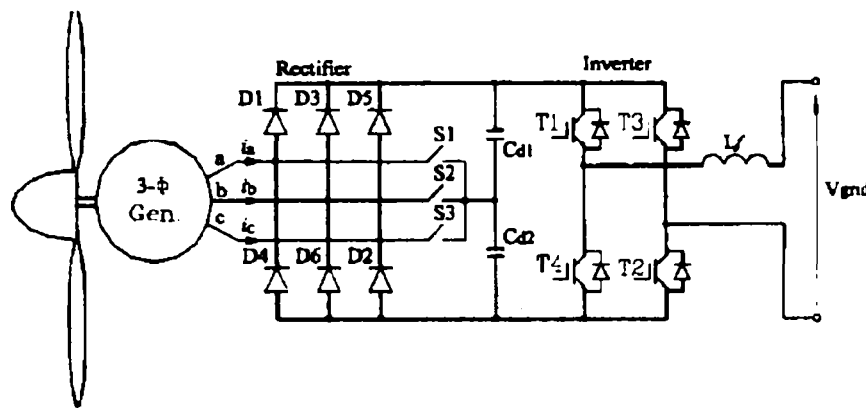 Rectifier
Inverter
D1 D3 D5
T1 T3
S1
Cd1
a ia
Lf
S2
3-ϕ
b ib
Gen.
Vgrid
S3
c ic
Cd2
D4 D6 D2
T4 T2